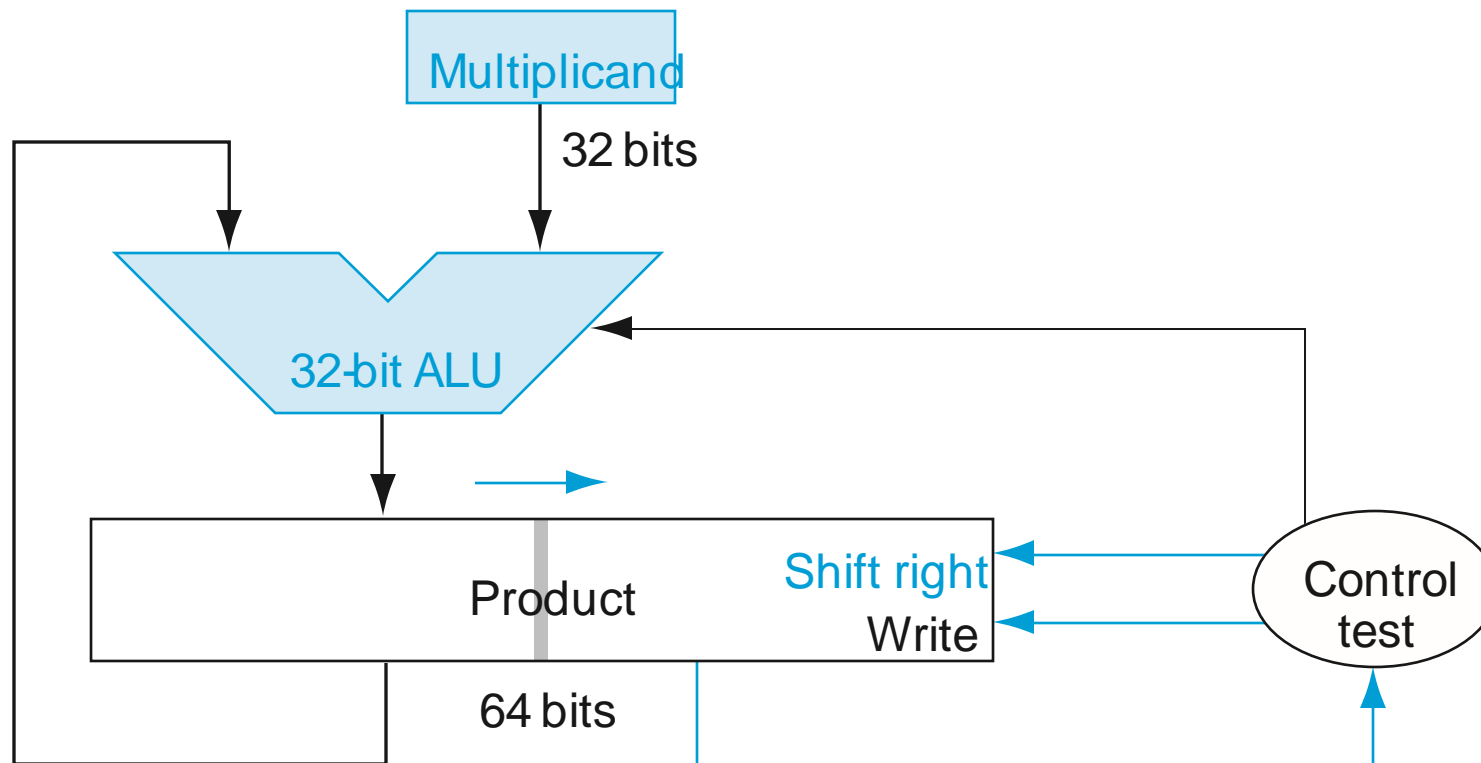 Multiplicand
32 bits
32-bit ALU
Shift right
Product
Write
Control
test
64 bits